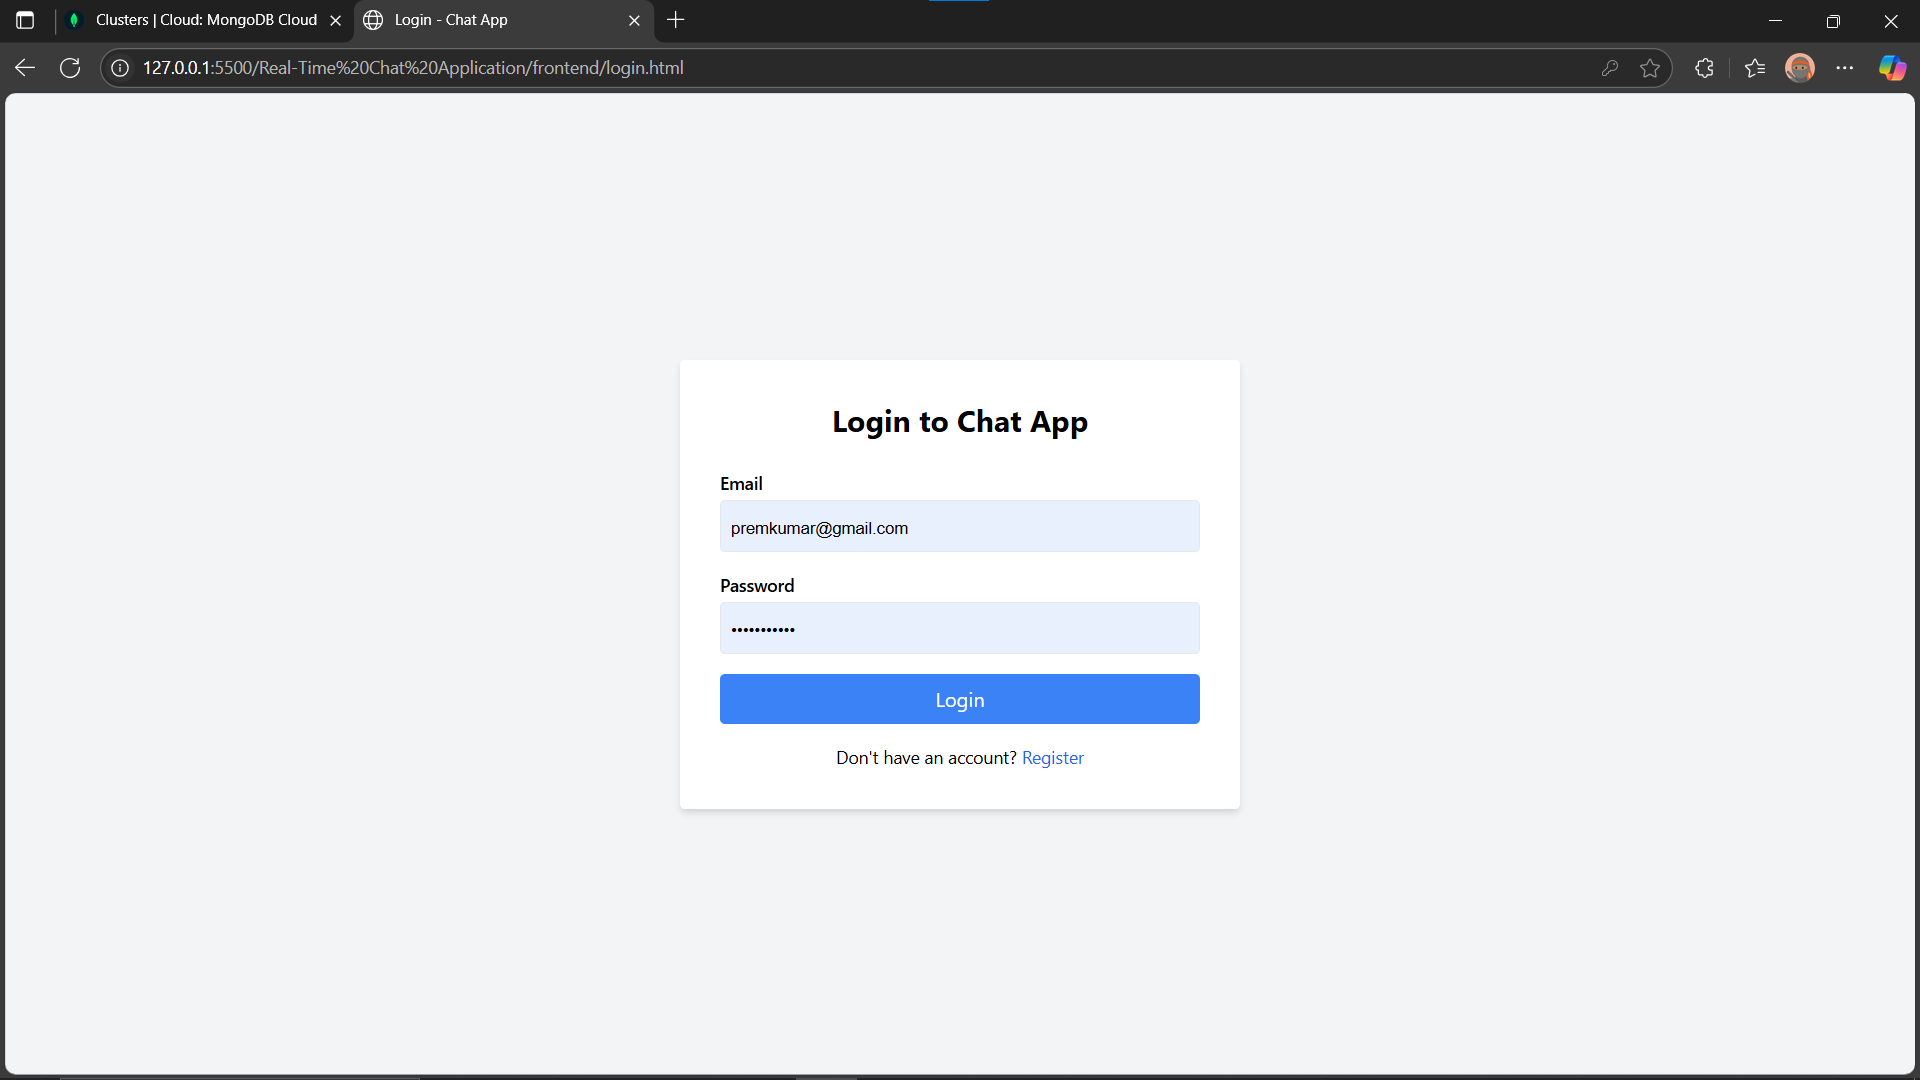 Clusters | Cloud: MongoDB Cloud
Login - Chat App
127.0.0.1:5500/Real-Time%20Chat%20Application/frontend/login.html
Login to Chat App
Email
premkumar@gmail.com
Password
•••••••••••
Login
Don't have an account? Register